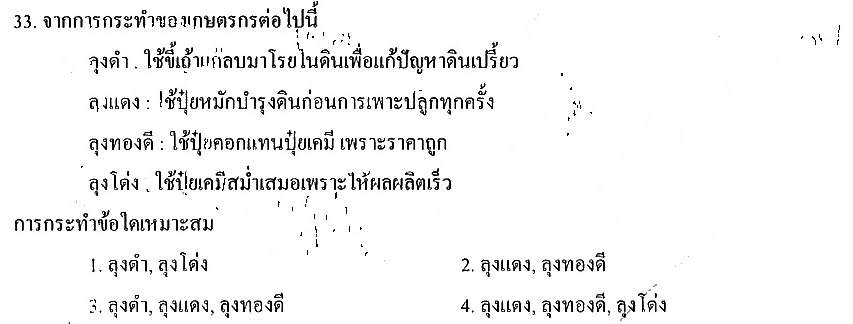 33. จากการกระทำของเกษตรกรต่อไปนี้
ลุงดำ : ใช้ขี้เถ้าแกลบมาโรยในดินเพื่อแก้ปัญหาดินเปรี้ยว
ลุงแดง : ใช้ปุ๋ยหมักบำรุงดินก่อนการเพาะปลูกทุกครั้ง
ลุงทองดี : ใช้ปุ๋ยคอกแทนปุ๋ยเคมี เพราะราคาถูก
ลุงโด่ง : ใช้ปุ๋ยเคมีสม่ำเสมอเพราะให้ผลผลิตเร็ว
การกระทำข้อใดเหมาะสม
1. ลุงดำ, ลุงโด่ง 2. ลุงแดง, ลุงทองดี
3. ลุงดำ, ลุงแดง, ลุงทองดี 4. ลุงแดง, ลุงทองดี, ลุงโด่ง